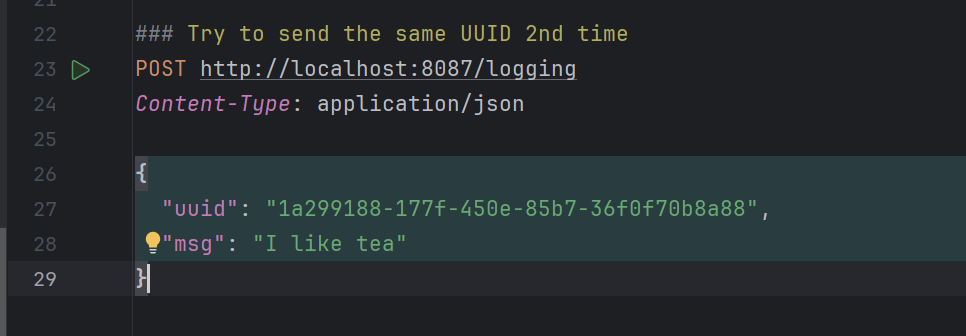 21
22 ### Try to send the same UUID 2nd time
23 POST http://localhost:8087/logging
24 Content-Type: application/json
25
26 {
27 "uuid": "1a299188-177f-450e-85b7-36f0f70b8a88",
28 "msg": "I like tea"
29 }